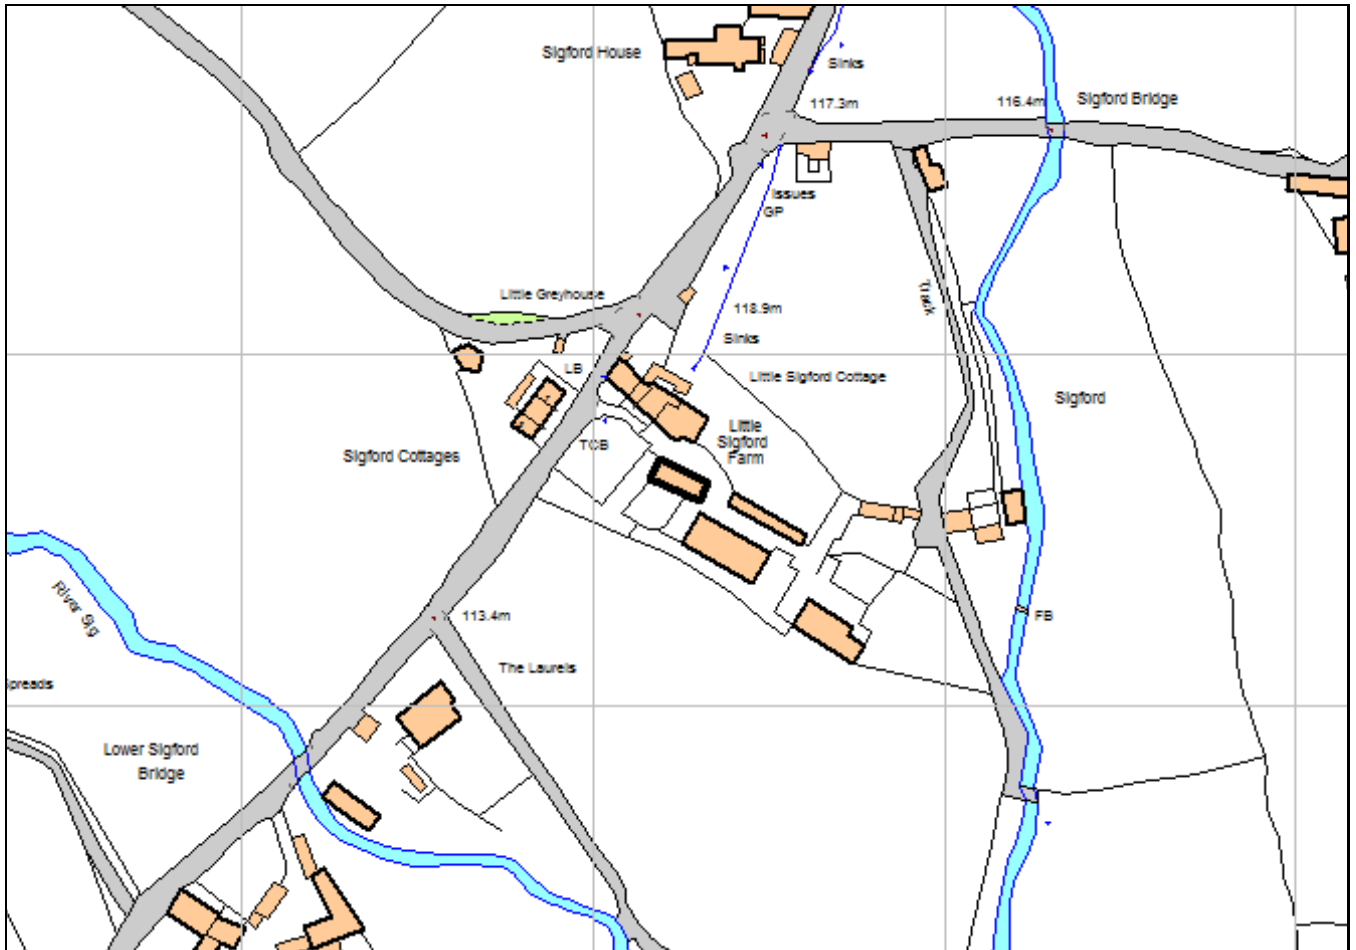 Sigford House
Sinks
117.3m
116.4m
Sigford Bridge
Issues
GP
Track
Little Greyhouse
118.9m
Sinks
LB
Little Sigford Cottage
Sigford
TCB
Little
Sigford
Farm
Sigford Cottages
River Sig
113.4m
FB
The Laurels
Spreads
Lower Sigford
Bridge